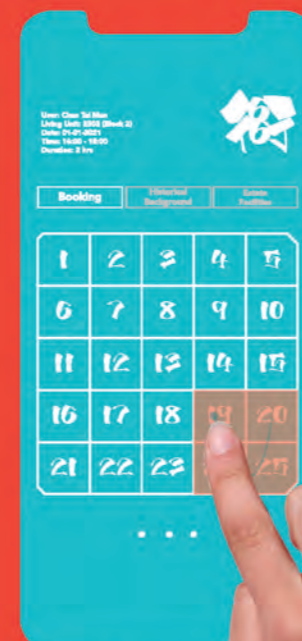 User: Chan Tai Man
Living Unit: 2302 (Block 2)
Date: 01-01-2021
Time: 16:00 - 18:00
Duration: 2 hrs
66
Booking
Historical
Background
Estate
Facilities
1 2 3 4 5
6 7 8 9 10
11 12 13 14 15
16 17 18 19 20
21 22 23 25